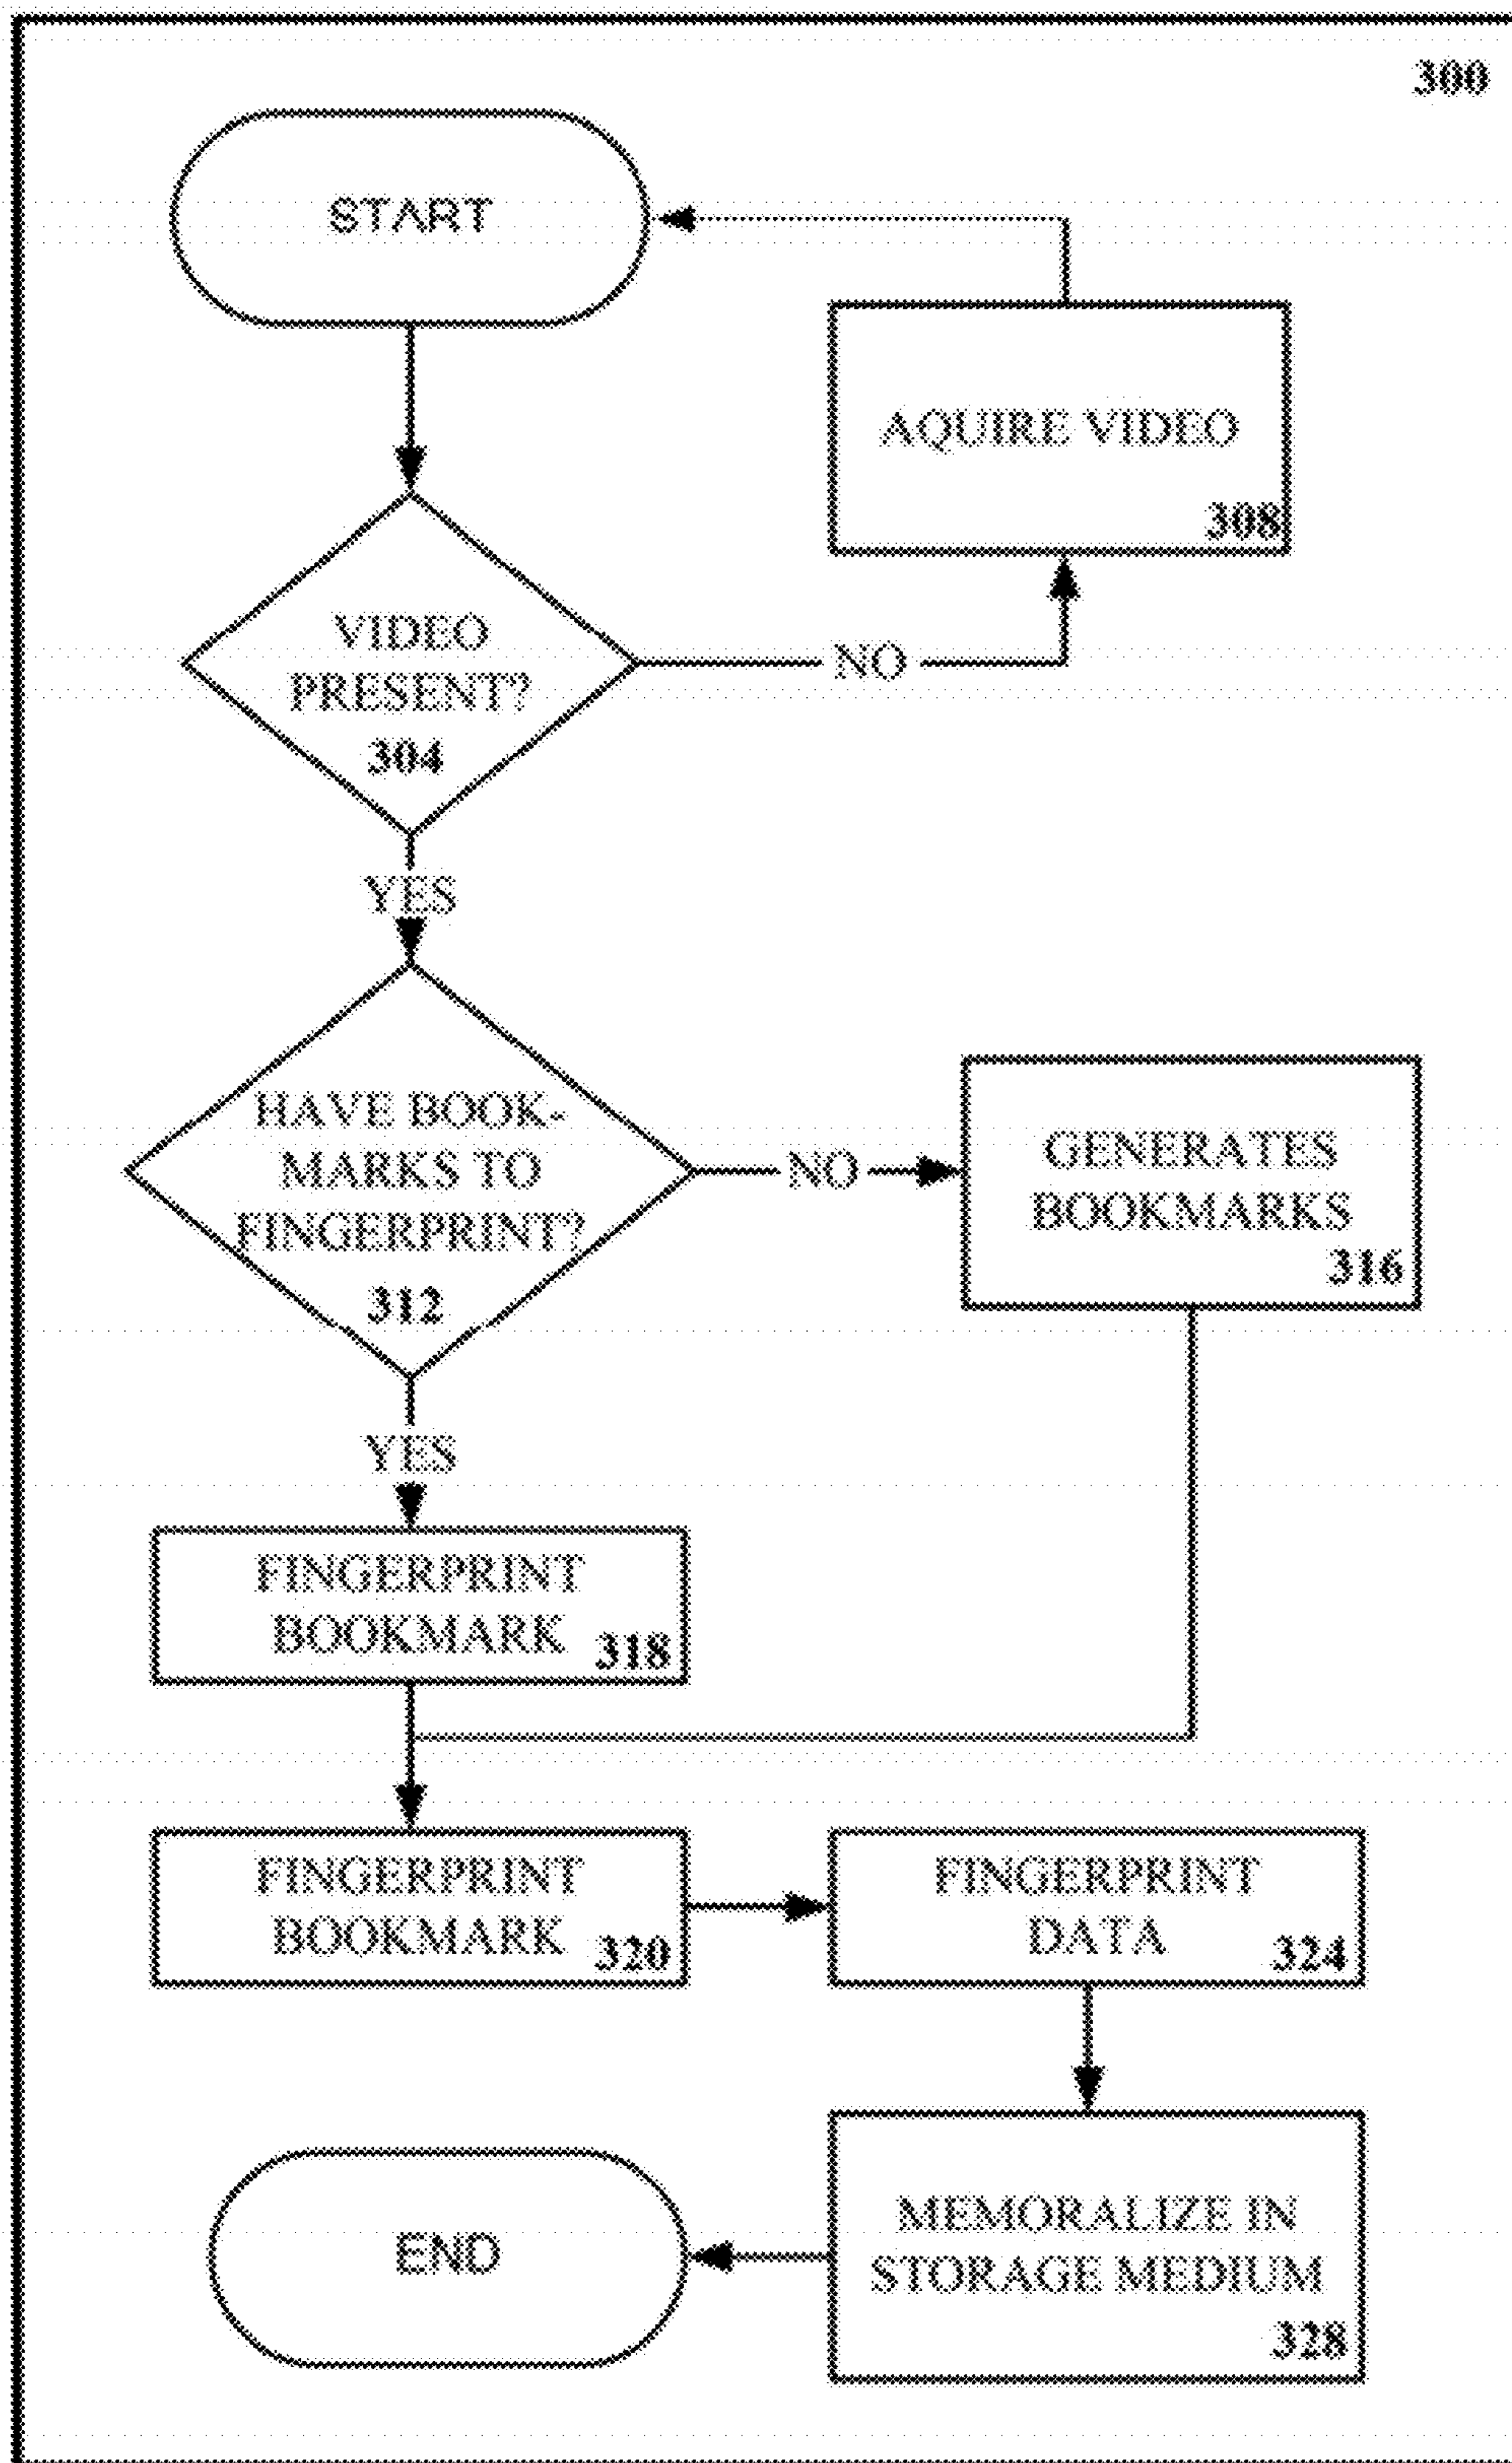 300
START
AQUIRE VIDEO
308
VIDEO
PRESENT?
304
NO
YES
HAVE BOOK-
MARKS TO
FINGERPRINT?
312
NO
GENERATES
BOOKMARKS
316
YES
FINGERPRINT
BOOKMARK
318
FINGERPRINT
BOOKMARK
320
FINGERPRINT
DATA
324
MEMORALIZE IN
STORAGE MEDIUM
328
END